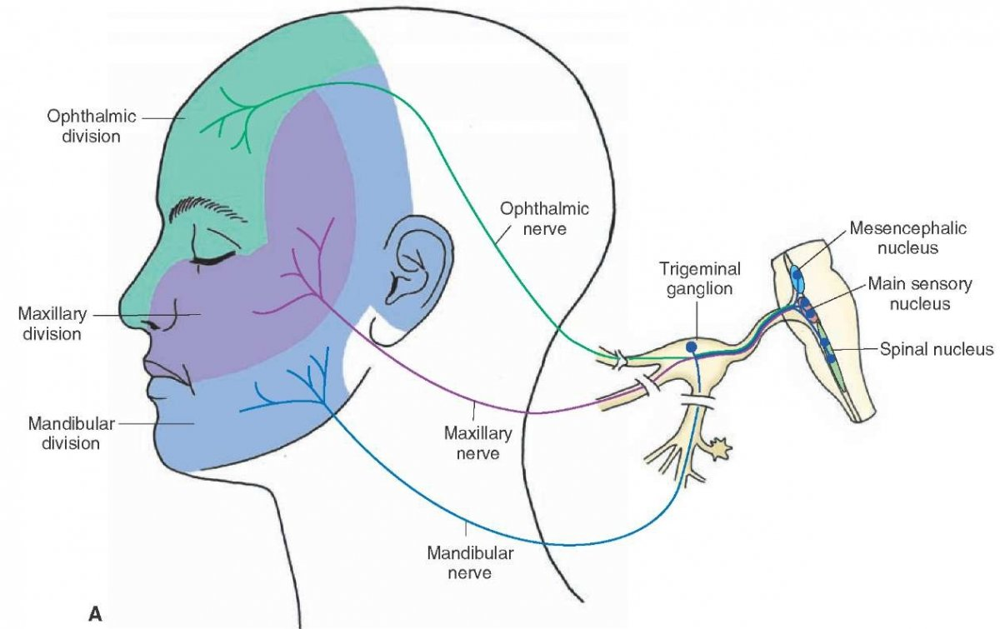 Ophthalmic
division
Ophthalmic
nerve
Mesencephalic
nucleus
Trigeminal
ganglion
Main sensory
nucleus
Maxillary
division
Spinal nucleus
Mandibular
division
Maxillary
nerve
Mandibular
nerve
A